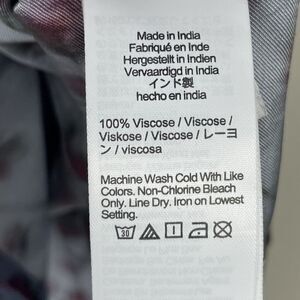 Made in India
Fabriqué en Inde
Hergestellt in Indien
Vervaardigd in India
インド製
hecho en india
100% Viscose / Viscose /
Viskose / Viscose / レーヨ
ン / viscosa
Machine Wash Cold With Like
Colors. Non-Chlorine Bleach
Only. Line Dry. Iron on Lowest
Setting.
30